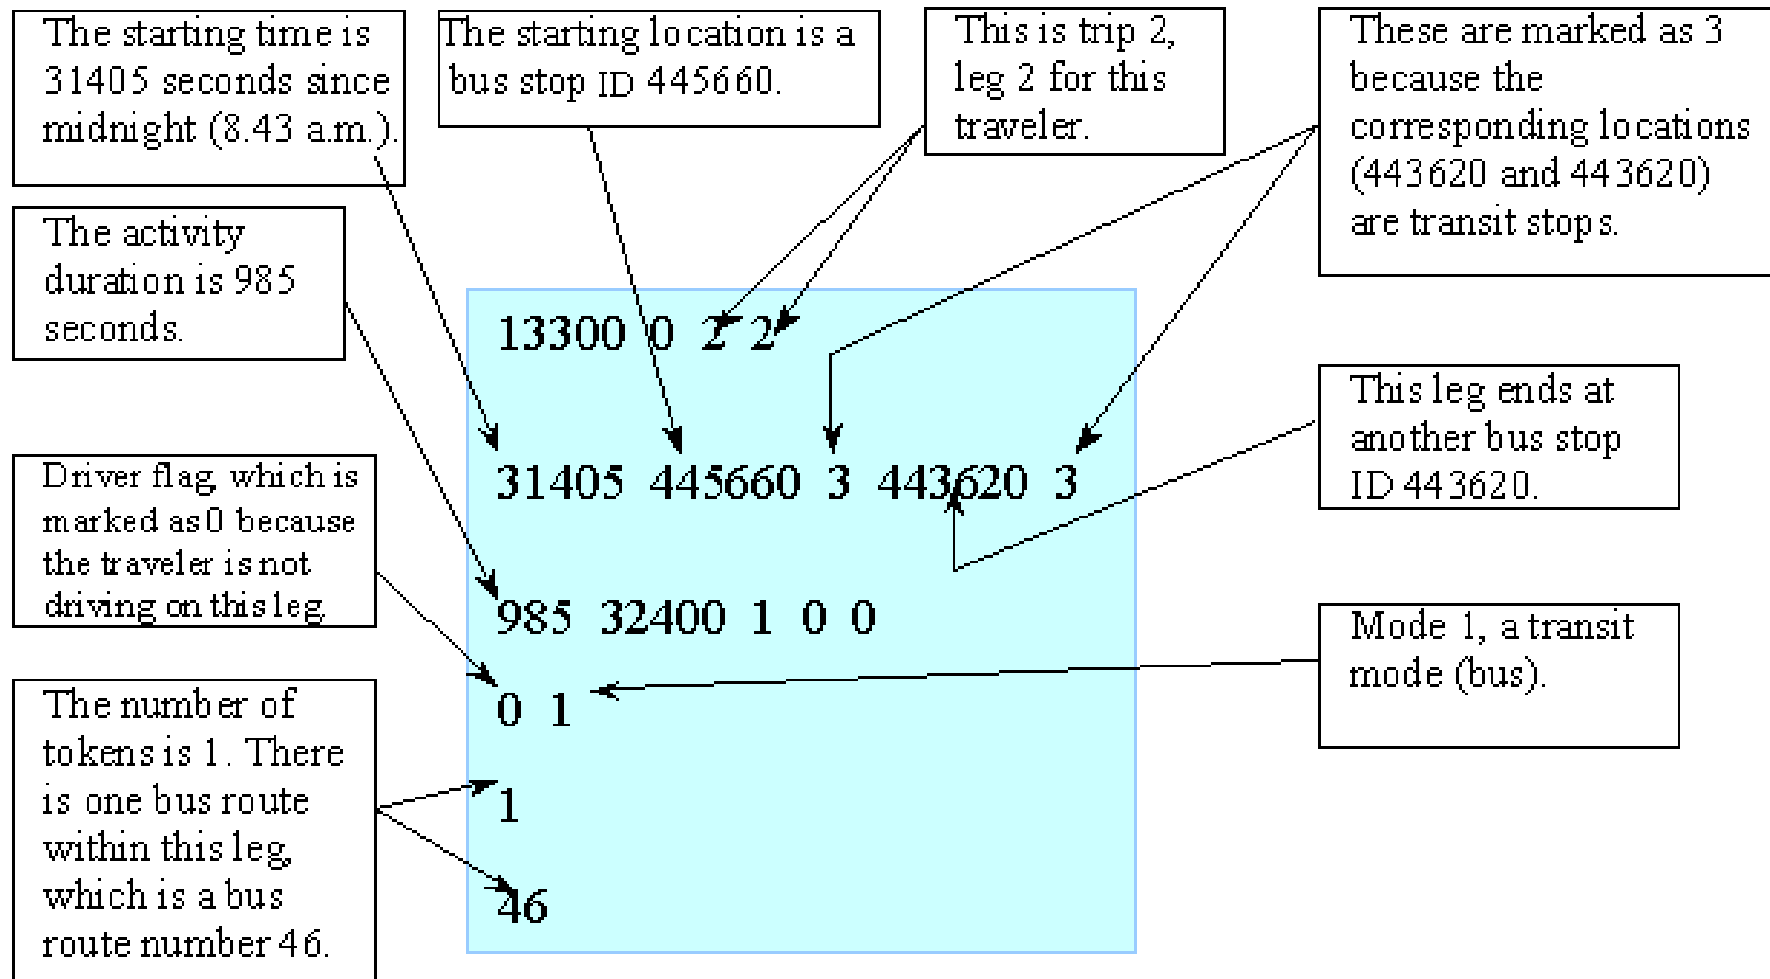 The starting time is
31405 seconds since
midnight (8.43 a.m.).
The starting location is a
bus stop ID 445660.
This is trip 2,
leg 2 for this
traveler.
These are marked as 3
because the
corresponding locations
(443620 and 443620)
are transit stops.
The activity
duration is 985
seconds.
13300 0 2 2
This leg ends at
another bus stop
ID 443620.
Driver flag, which is
marked as 0 because
the traveler is not
driving on this leg.
31405 445660 3 443620 3
985 32400 1 0 0
Mode 1, a transit
mode (bus).
0 1
The number of
tokens is 1. There
is one bus route
within this leg,
which is a bus
route number 46.
1
46